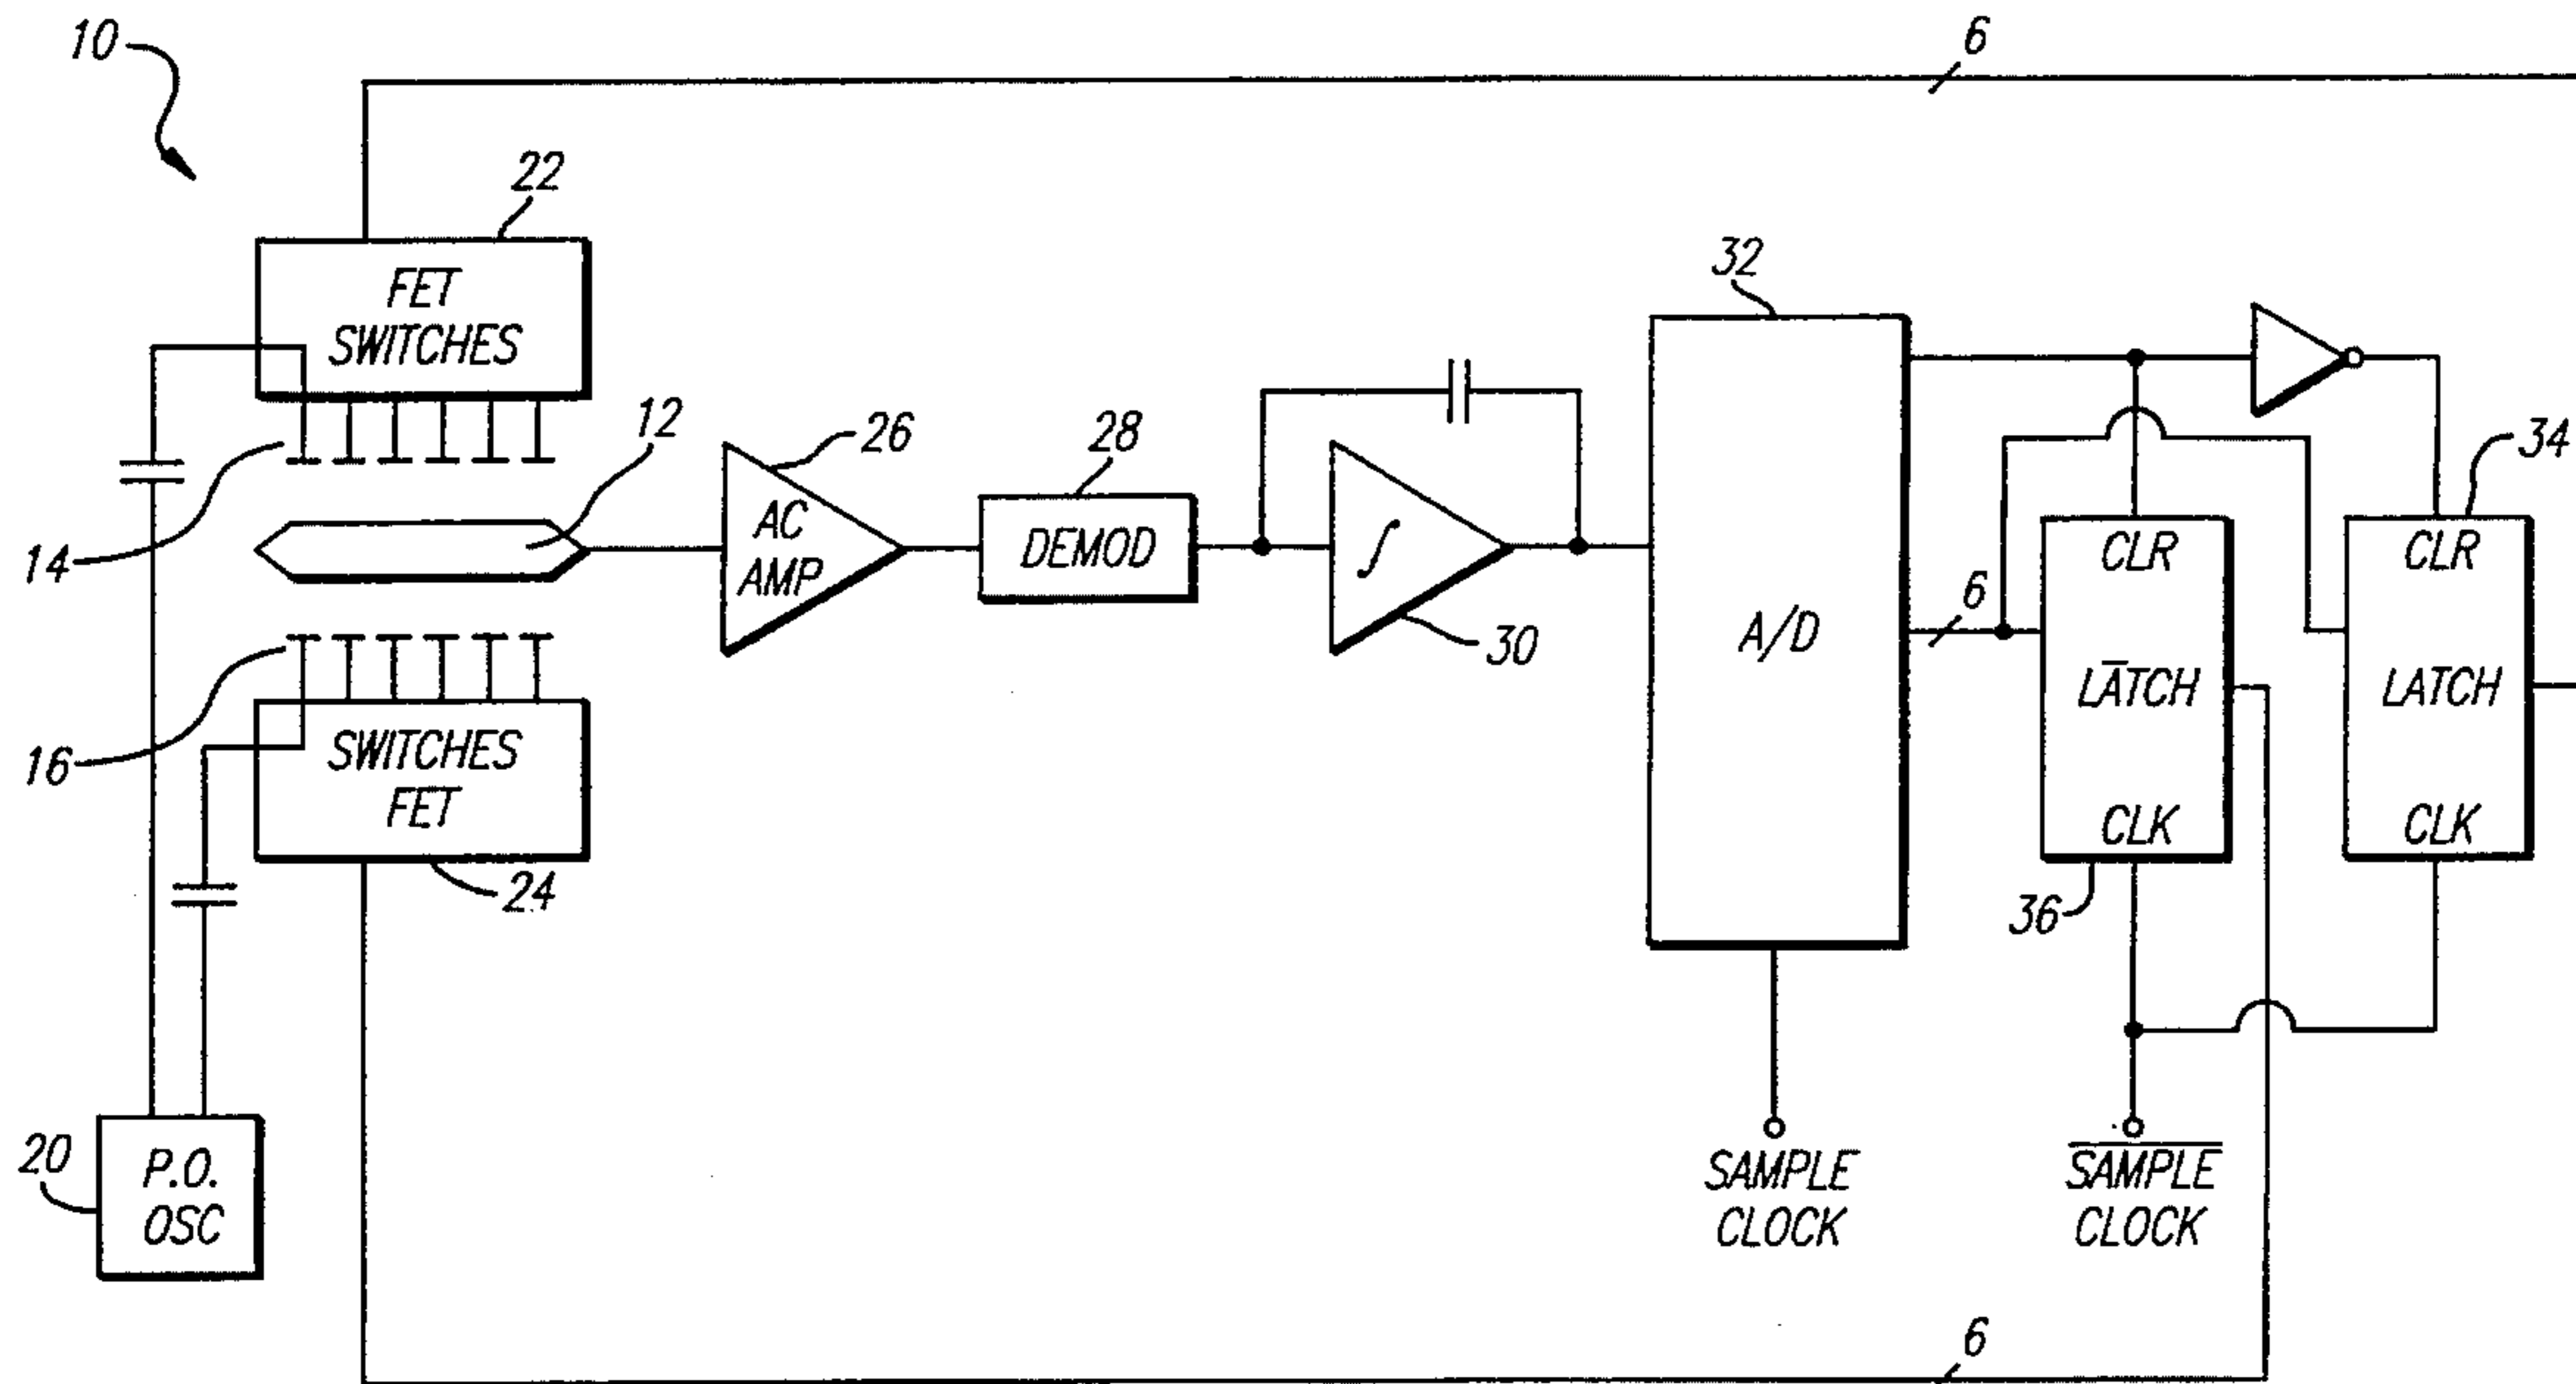 10
6
22
FET
SWITCHES
14
12
26
AC
AMP
28
DEMOD
∫
30
32
A/D
6
34
CLR
LATCH
CLK
CLR
LATCH
CLK
36
16
SWITCHES
FET
24
20
P.O.
OSC
SAMPLE
CLOCK
SAMPLE
CLOCK
6